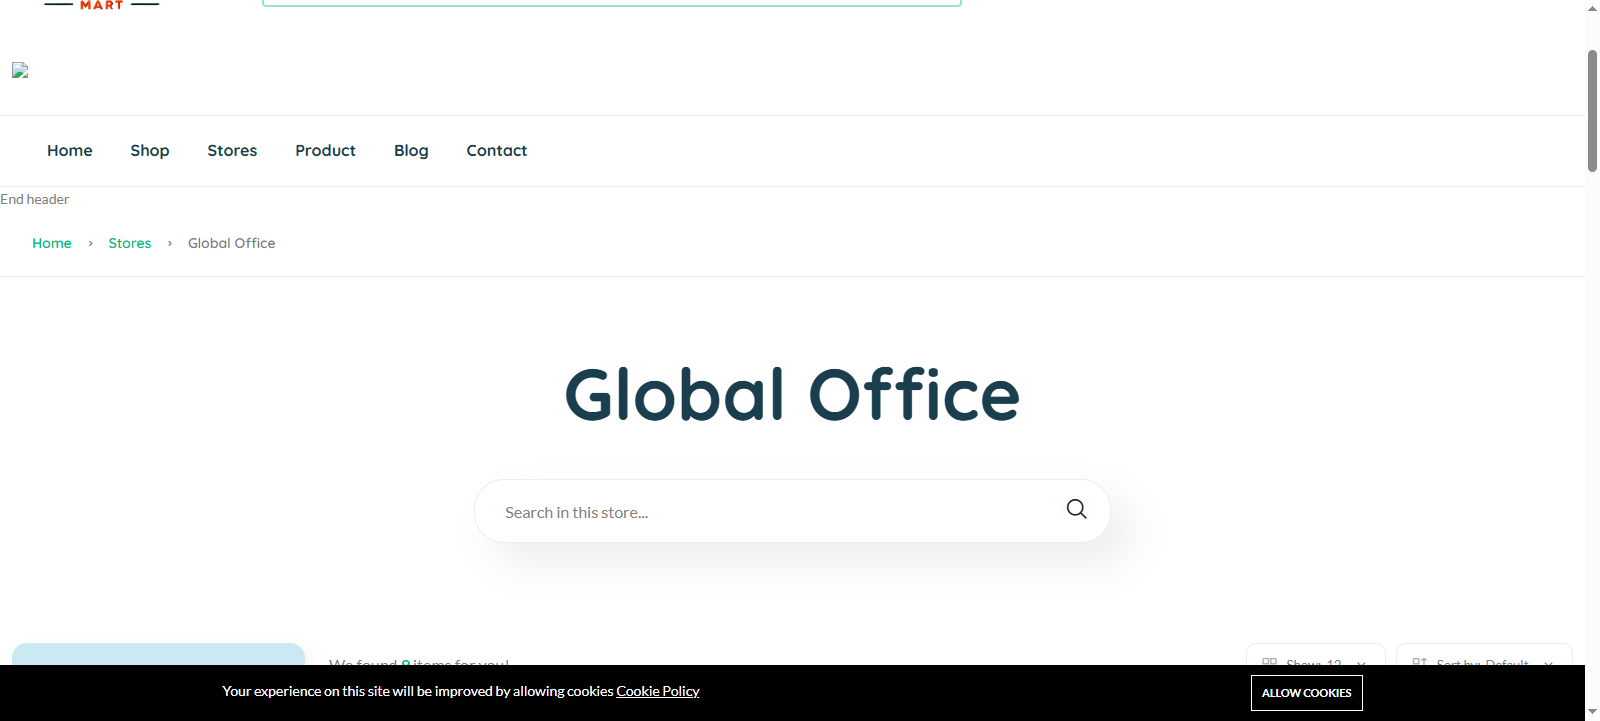 MART
Home Shop Stores Product Blog Contact
End header
Home › Stores › Global Office
Global Office
Search in this store...
We found 9 items for you!
Show: 12
Sort by: Default
Your experience on this site will be improved by allowing cookies Cookie Policy
ALLOW COOKIES